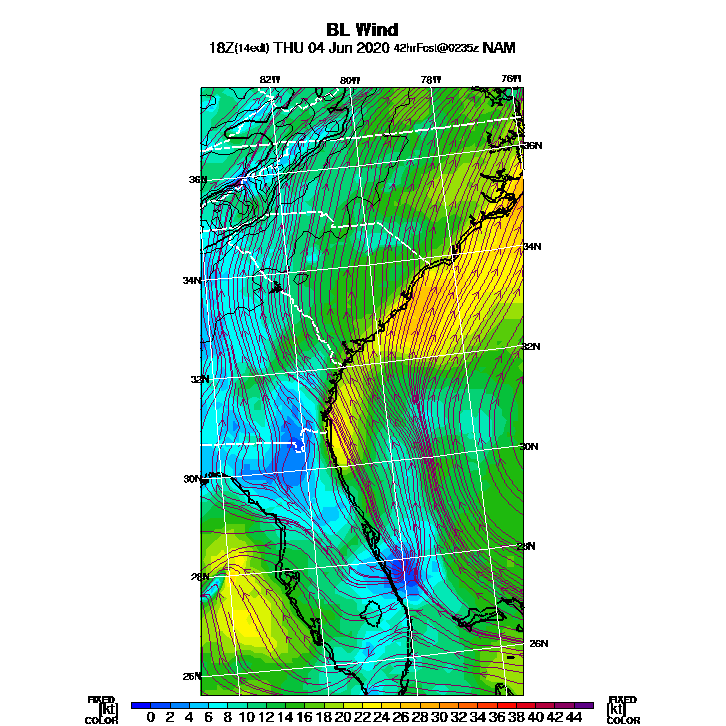 BL Wind
18Z(14edt) THU 04 Jun 2020 42hrFcst@0235z NAM
82W 80W 78W 76W
36N
36N
34N
34N
32N
32N
30N
30N
28N
28N
26N
26N
FIXED FIXED
[kt] 0 2 4 6 8 10 12 14 16 18 20 22 24 26 28 30 32 34 36 38 40 42 44 [kt]
COLOR COLOR